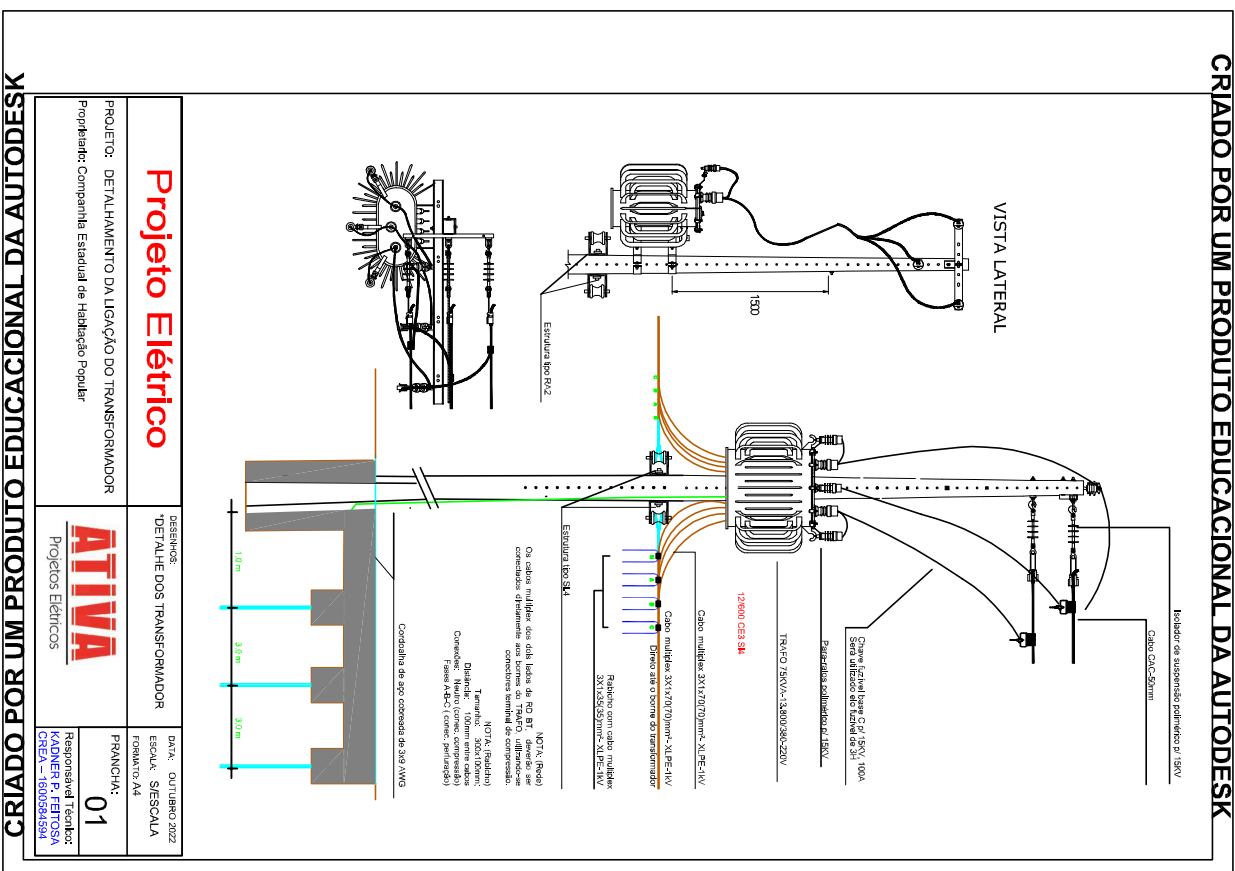 CRIADO POR UM PRODUTO EDUCACIONAL DA AUTODESK
VISTA LATERAL
1500
Estrutura tipo RA2
Isolador de suspensão polimérico p/ 15KV
Cabo CAC-50mm
Chave fuzível base C p/ 15KV, 100A
Será utilizado elo fuzível de 3H
Para-raios polimérico p/ 15KV
TRAFO 75KVA-13.800/380-220V
12/600 CE3 SI4
Cabo multiplex 3X1x70(70)mm²- XLPE-1kV
Cabo multiplex 3X1x70(70)mm²- XLPE-1kV
Direto até o borne do transformador
Rabicho com cabo multiplex
3X1x35(35)mm²- XLPE-1kV
Estrutura tipo SI.4
NOTA: (Rede)
Os cabos multiplex dos dois lados da RD BT, deverão ser
conectados diretamente aos bornes do TRAFO, utilizando-se
conectores terminal de compressão.
NOTA: (Rabicho)
Tamanho: 300x100mm;
Distância: 100mm entre cabos
Conexões: Neutro (conec. compressão)
Fases A-B-C ( conec. perfuração)
Cordoalha de aço cobreada de 3x9 AWG
1,0 m
3,0 m
3,0 m
Projeto Elétrico
PROJETO: DETALHAMENTO DA LIGAÇÃO DO TRANSFORMADOR
Proprietario: Companhia Estadual de Habitação Popular
DESENHOS:
*DETALHE DOS TRANSFORMADOR
ATIVA
Projetos Elétricos
DATA: OUTUBRO 2022
ESCALA: S/ESCALA
FORMATO: A4
PRANCHA:
01
Responsável Técnico:
KADNER P. FEITOSA
CREA – 1600584594
CRIADO POR UM PRODUTO EDUCACIONAL DA AUTODESK